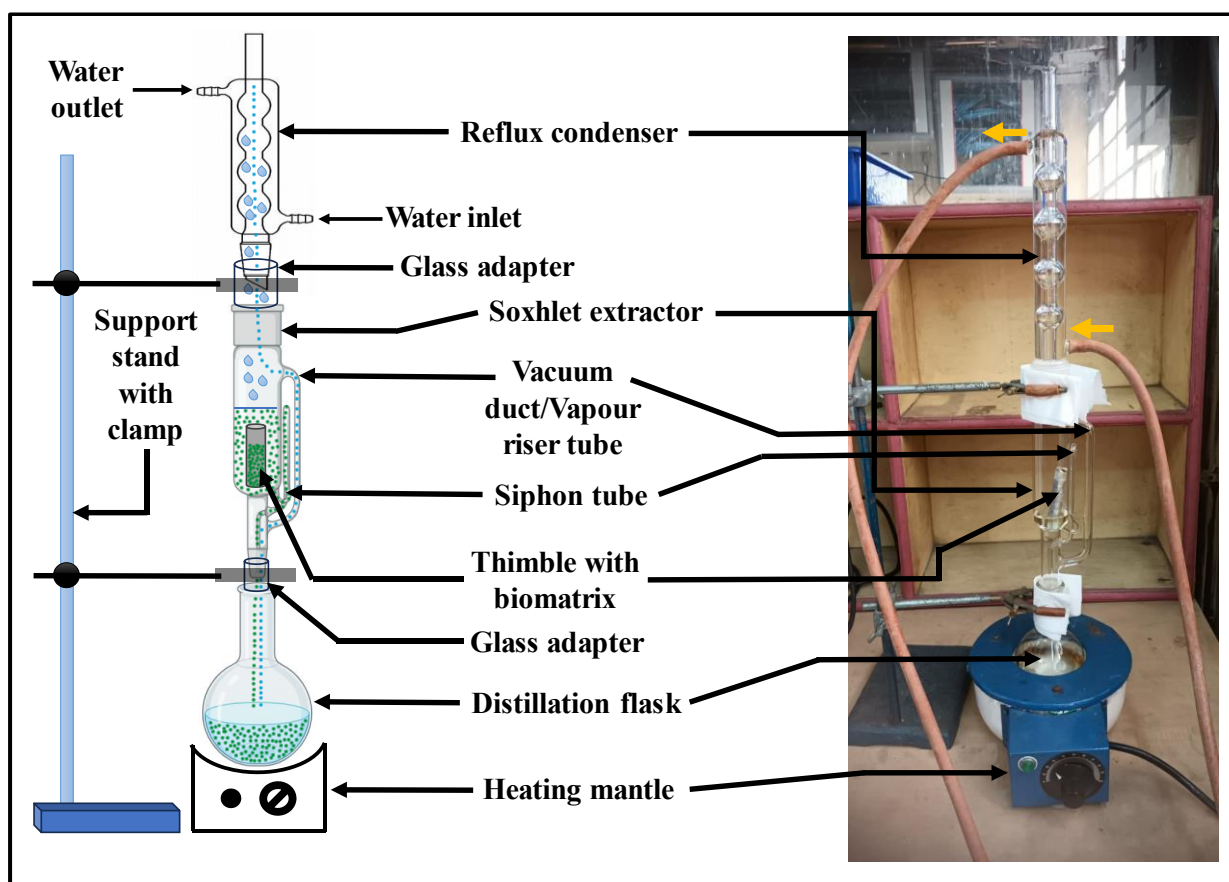 Water
outlet
Reflux condenser
Water inlet
Glass adapter
Soxhlet extractor
Support
stand
with
clamp
Vacuum
duct/Vapour
riser tube
Siphon tube
Thimble with
biomatrix
Glass adapter
Distillation flask
Heating mantle